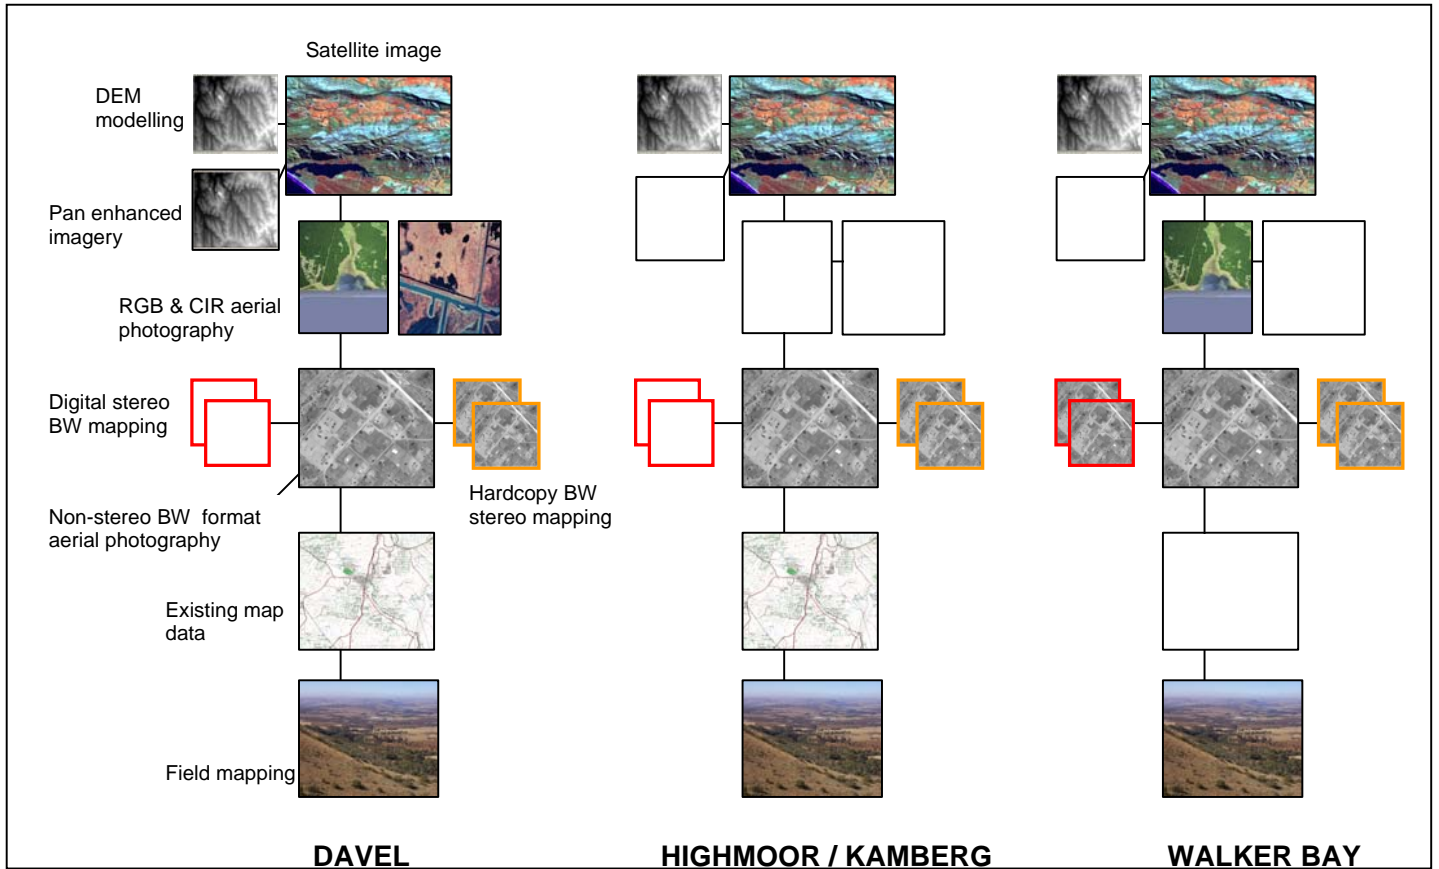 Satellite image
DEM
modelling
Pan enhanced
imagery
RGB & CIR aerial
photography
Digital stereo
BW mapping
Hardcopy BW
stereo mapping
Non-stereo BW format
aerial photography
Existing map
data
Field mapping
DAVEL
HIGHMOOR / KAMBERG
WALKER BAY